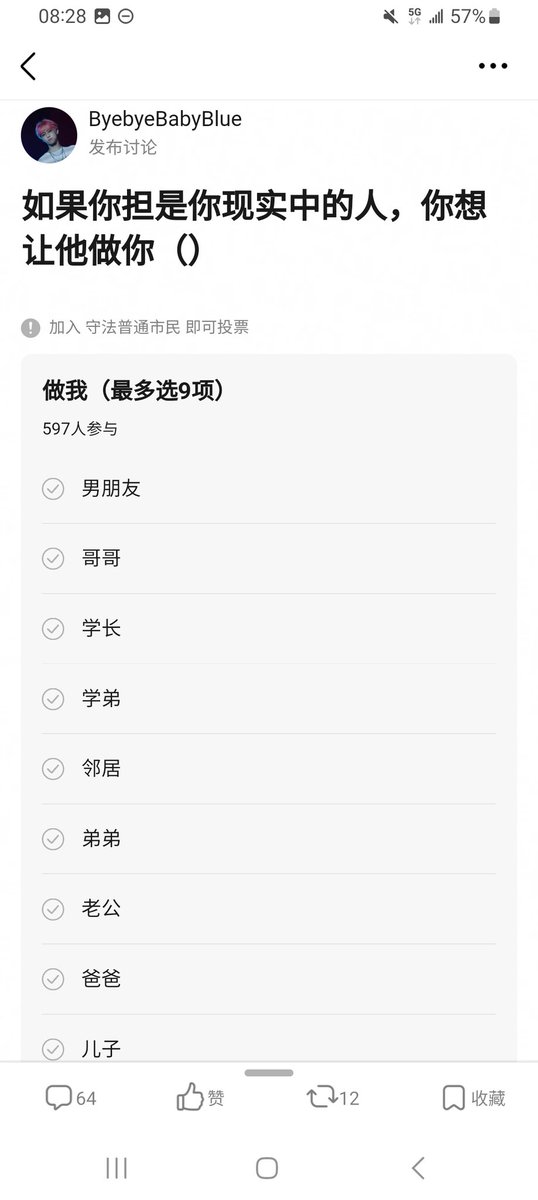 08:28
5G
57%
ByebyeBabyBlue
发布讨论
如果你担是你现实中的人，你想
让他做你（）
加入 守法普通市民 即可投票
做我（最多选9项）
597人参与
男朋友
哥哥
学长
学弟
邻居
弟弟
老公
爸爸
儿子
64
赞
12
收藏